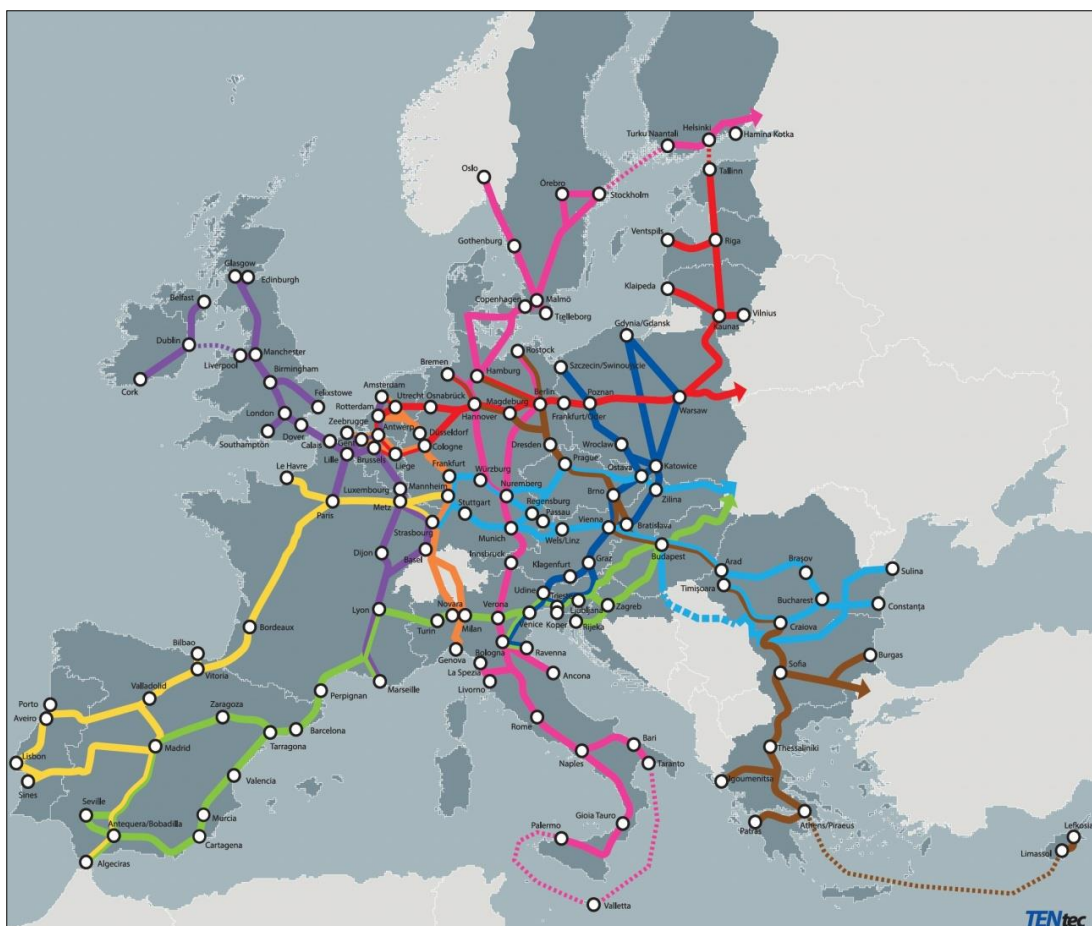 Helsinki
Turku Naantali
Hamina Kotka
Tallinn
Oslo
Örebro
Stockholm
Ventspils
Riga
Gothenburg
Glasgow
Edinburgh
Klaipeda
Belfast
Copenhagen
Malmö
Trelleborg
Kaunas
Vilnius
Gdynia/Gdansk
Dublin
Liverpool
Manchester
Rostock
Bremen
Szczecin/Swinoujscie
Birmingham
Cork
Hamburg
Felixstowe
Amsterdam
Utrecht
Osnabrück
Magdeburg
Berlin
Poznan
Warsaw
London
Rotterdam
Hannover
Frankfurt/Oder
Zeebrugge
Southampton
Dover
Antwerp
Düsseldorf
Calais
Gent
Cologne
Dresden
Wroclaw
Lille
Brussels
Liege
Prague
Ostava
Katowice
Le Havre
Frankfurt
Würzburg
Luxembourg
Mannheim
Nuremberg
Brno
Zilina
Paris
Metz
Stuttgart
Regensburg
Passau
Strasbourg
Munich
Wels/Linz
Vienna
Bratislava
Dijon
Basel
Innsbruck
Budapest
Klagenfurt
Graz
Arad
Braşov
Sulina
Udine
Timişoara
Lyon
Novara
Verona
Ljubljana
Zagreb
Bucharest
Constanţa
Turin
Milan
Venice
Koper
Rijeka
Craiova
Bordeaux
Genova
Bologna
Ravenna
Bilbao
La Spezia
Ancona
Sofia
Burgas
Vitoria
Marseille
Livorno
Valladolid
Perpignan
Porto
Aveiro
Zaragoza
Rome
Barcelona
Tarragona
Bari
Madrid
Naples
Thessaliniki
Lisbon
Taranto
Sines
Valencia
Igoumenitsa
Seville
Murcia
Gioia Tauro
Palermo
Patras
Athens/Piraeus
Antequera/Bobadilla
Cartagena
Lefkosia
Limassol
Algeciras
Valletta
TENtec